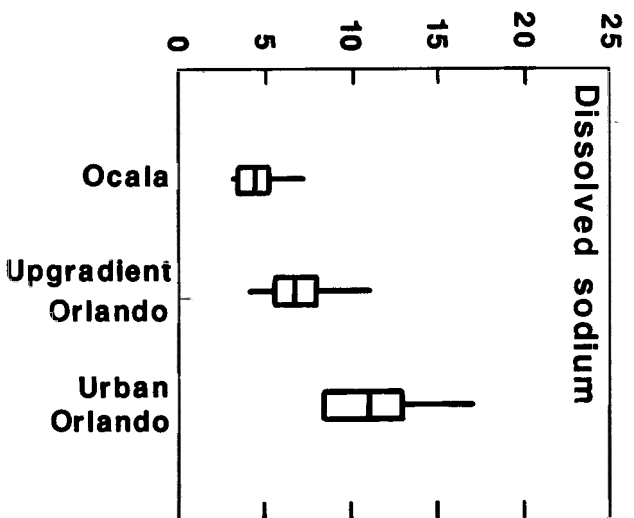 0 5 10 15 20 25
Dissolved sodium
Ocala
Upgradient
Orlando
Urban
Orlando